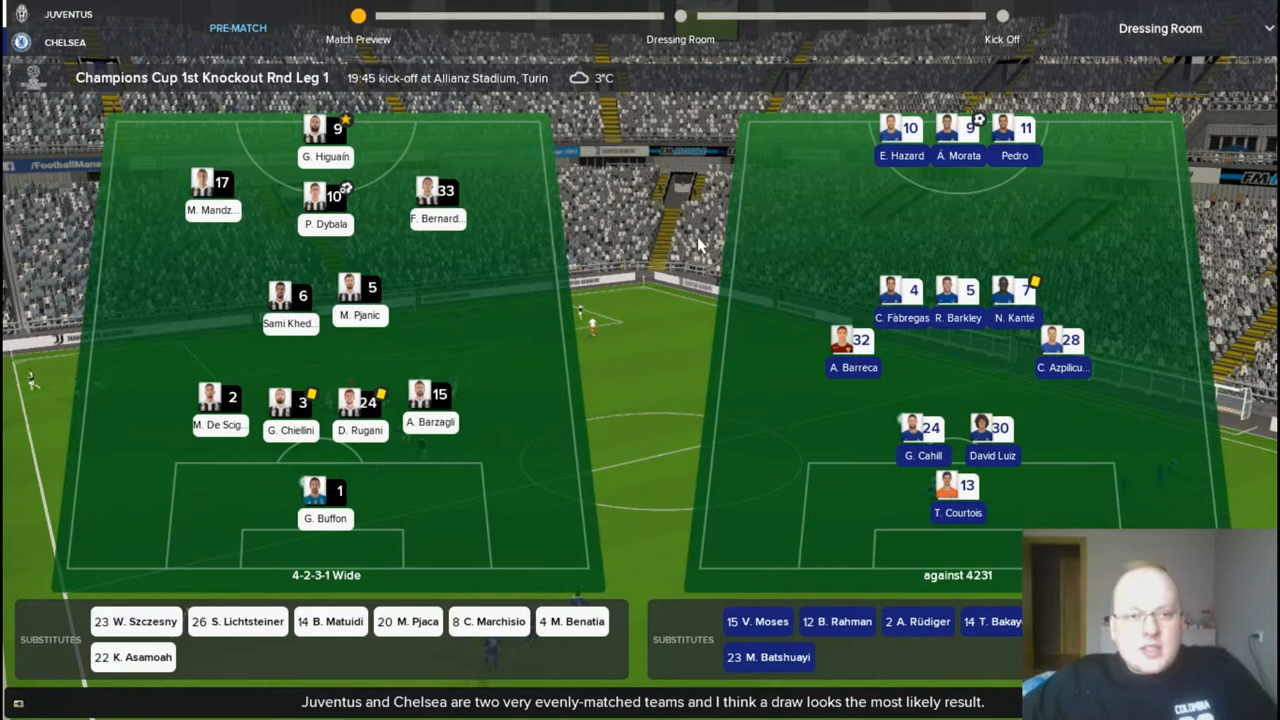 JUVENTUS
CHELSEA
PRE-MATCH
Match Preview
Dressing Room
Kick Off
Dressing Room
Champions Cup 1st Knockout Rnd Leg 1
19:45 kick-off at Allianz Stadium, Turin
3°C
9
G. Higuaín
17
M. Mandz...
10
P. Dybala
33
F. Bernard...
6
Sami Khed...
5
M. Pjanic
2
M. De Scig...
3
G. Chiellini
24
D. Rugani
15
A. Barzagli
1
G. Buffon
4-2-3-1 Wide
10
E. Hazard
9
Á. Morata
11
Pedro
4
C. Fàbregas
5
R. Barkley
7
N. Kanté
32
A. Barreca
28
C. Azpilicu...
24
G. Cahill
30
David Luiz
13
T. Courtois
against 4231
/FootballMana
FM
SUBSTITUTES
23 W. Szczesny
26 S. Lichtsteiner
14 B. Matuidi
20 M. Pjaca
8 C. Marchisio
4 M. Benatia
22 K. Asamoah
SUBSTITUTES
15 V. Moses
12 B. Rahman
2 A. Rüdiger
14 T. Bakay
23 M. Batshuayi
COLOMBIA
Juventus and Chelsea are two very evenly-matched teams and I think a draw looks the most likely result.